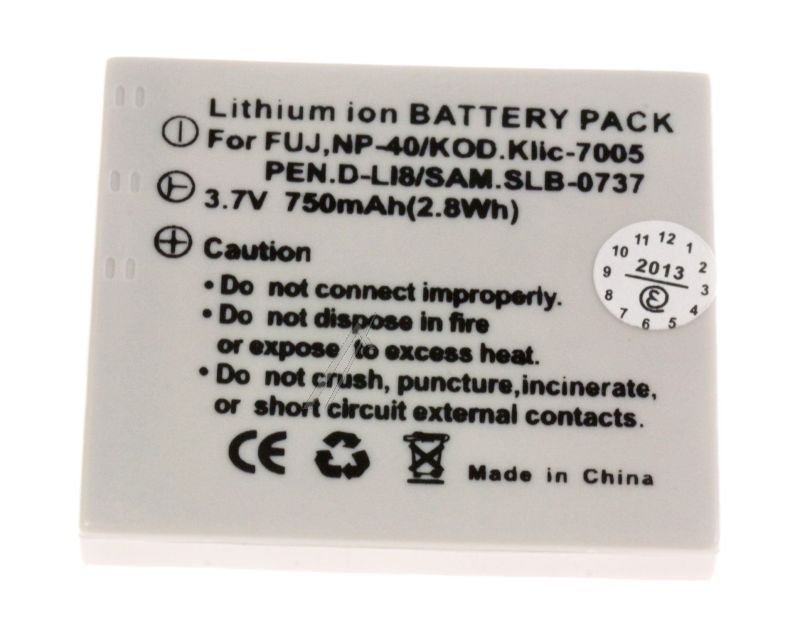 Lithium ion BATTERY PACK
For FUJ,NP-40/KOD.Klic-7005
PEN.D-LI8/SAM.SLB-0737
3.7V 750mAh(2.8Wh)
Caution
• Do not connect improperly.
• Do not dispose in fire
or expose to excess heat.
• Do not crush, puncture,incinerate,
or short circuit external contacts.
CE
Made in China
11 12 1
10 2
9 2013 3
8 4
7 6 5